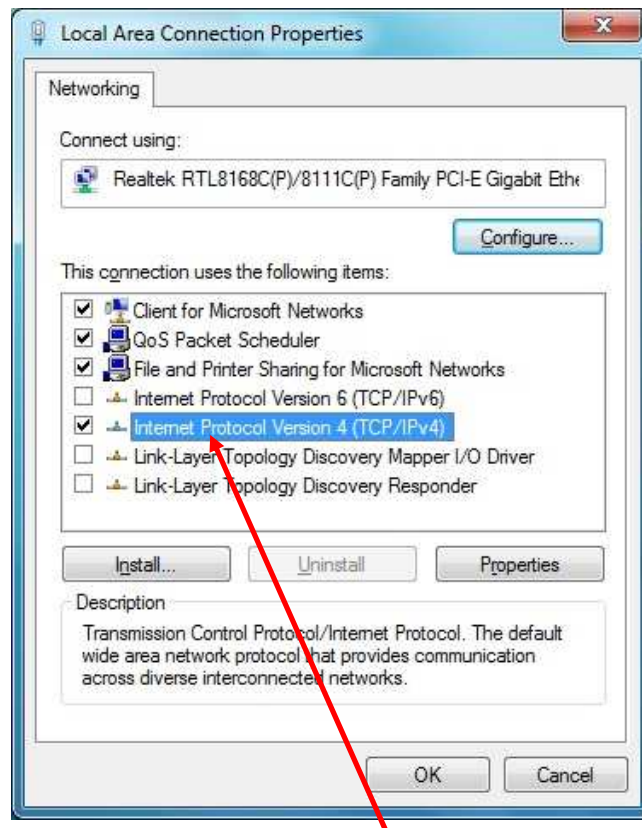 Local Area Connection Properties
Networking
Connect using:
Realtek RTL8168C(P)/8111C(P) Family PCI-E Gigabit Ethe
Configure...
This connection uses the following items:
Client for Microsoft Networks
QoS Packet Scheduler
File and Printer Sharing for Microsoft Networks
Internet Protocol Version 6 (TCP/IPv6)
Internet Protocol Version 4 (TCP/IPv4)
Link-Layer Topology Discovery Mapper I/O Driver
Link-Layer Topology Discovery Responder
Install... Uninstall Properties
Description
Transmission Control Protocol/Internet Protocol. The default
wide area network protocol that provides communication
across diverse interconnected networks.
OK Cancel